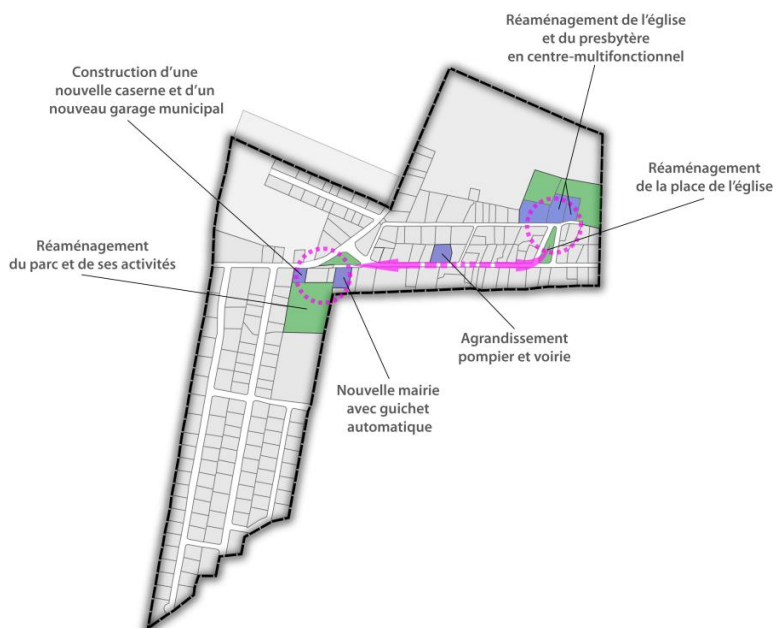 Réaménagement de l’église
et du presbytère
en centre-multifonctionnel
Construction d’une
nouvelle caserne et d’un
nouveau garage municipal
Réaménagement
de la place de l’église
Réaménagement
du parc et de ses activités
Agrandissement
pompier et voirie
Nouvelle mairie
avec guichet
automatique